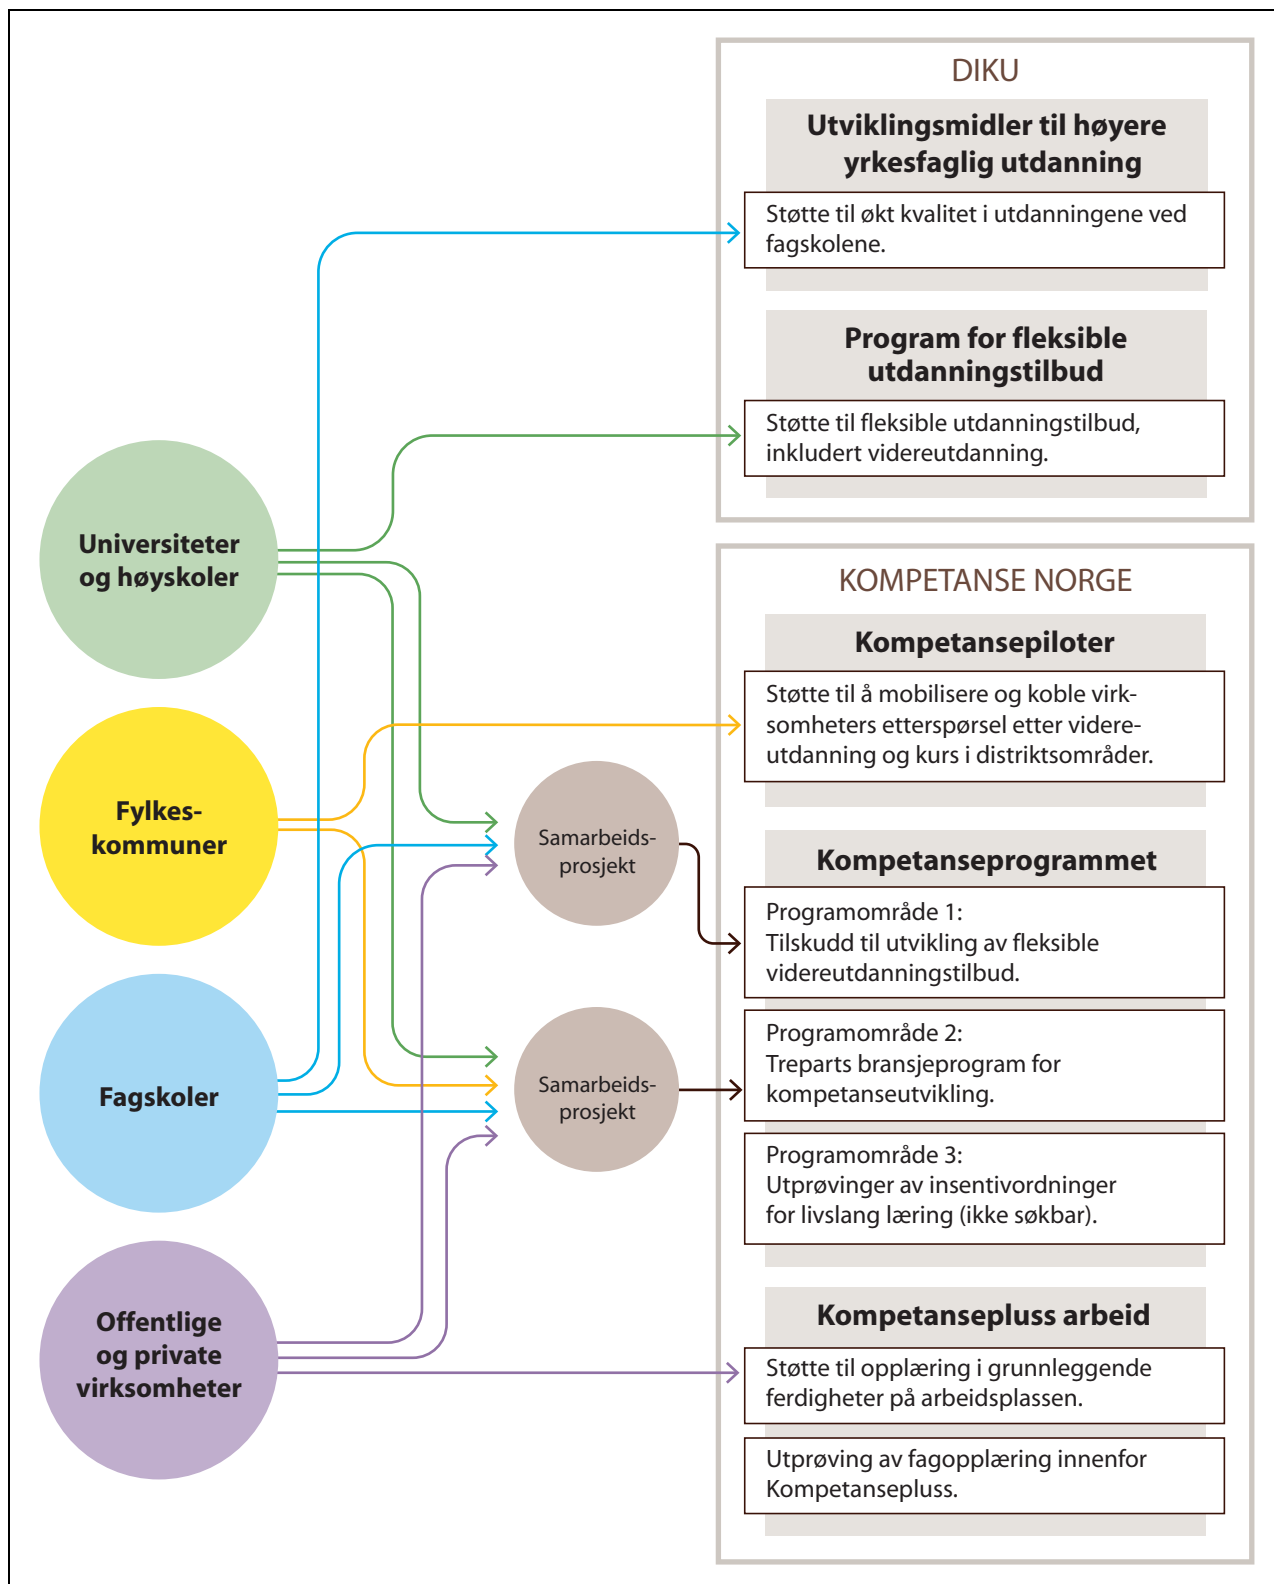 DIKU
Utviklingsmidler til høyere
yrkesfaglig utdanning
Støtte til økt kvalitet i utdanningene ved
fagskolene.
Program for fleksible
utdanningstilbud
Støtte til fleksible utdanningstilbud,
inkludert videreutdanning.
Universiteter
og høyskoler
Fylkes-
kommuner
Fagskoler
Offentlige
og private
virksomheter
Samarbeids-
prosjekt
Samarbeids-
prosjekt
KOMPETANSE NORGE
Kompetansepiloter
Støtte til å mobilisere og koble virk-
somheters etterspørsel etter videre-
utdanning og kurs i distriktsområder.
Kompetanseprogrammet
Programområde 1:
Tilskudd til utvikling av fleksible
videreutdanningstilbud.
Programområde 2:
Treparts bransjeprogram for
kompetanseutvikling.
Programområde 3:
Utprøvinger av insentivordninger
for livslang læring (ikke søkbar).
Kompetansepluss arbeid
Støtte til opplæring i grunnleggende
ferdigheter på arbeidsplassen.
Utprøving av fagopplæring innenfor
Kompetansepluss.